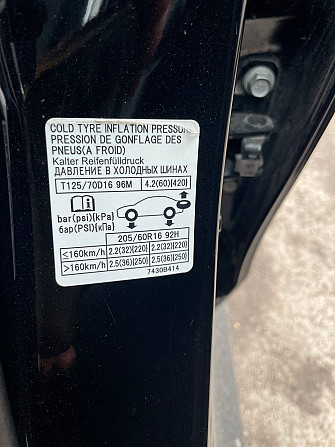 COLD TYRE INFLATION PRESSURE
PRESSION DE GONFLAGE DES
PNEUS(A FROID)
Kalter Reifenfülldruck
ДАВЛЕНИЕ В ХОЛОДНЫХ ШИНАХ
T125/70D16 96M 4.2(60)[420]
bar(psi)[kPa]
бар(PSI)[кПа]
205/60R16 92H
≤160km/h 2.2(32)[220] 2.2(32)[220]
>160km/h 2.5(36)[250] 2.5(36)[250]
7430B414